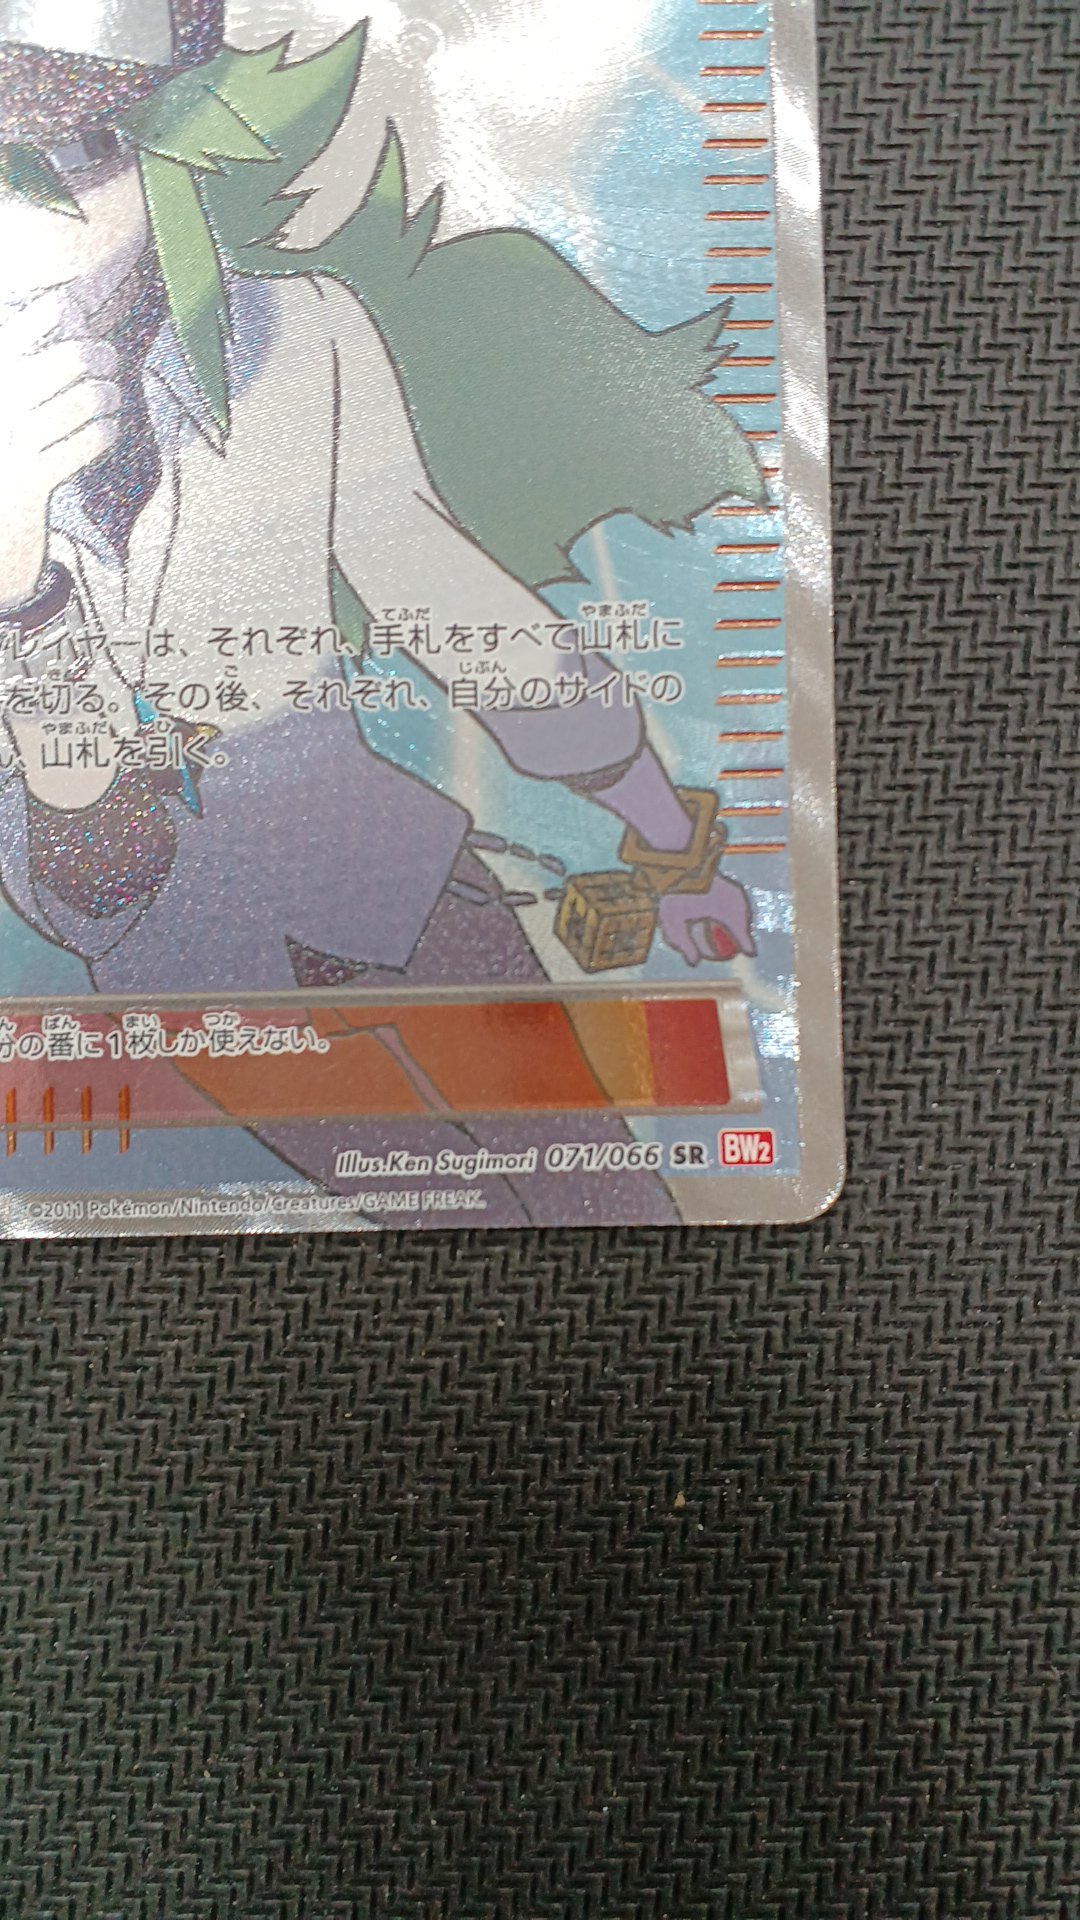 プレイヤーは、それぞれ、手札をすべて山札に
を切る。その後、それぞれ、自分のサイドの
、山札を引く。
分の番に1枚しか使えない。
Illus.Ken Sugimori 071/066 SR BW2
©2011 Pokémon/Nintendo/Creatures/GAME FREAK.